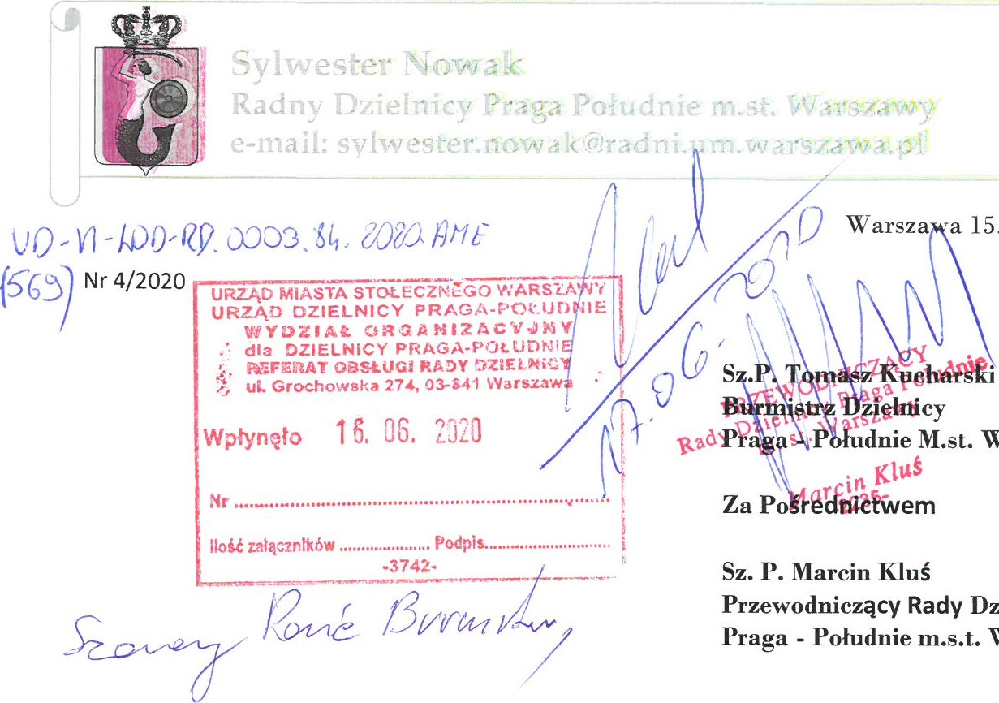 Sylwester Nowak
Radny Dzielnicy Praga Południe m.st. Warszawy
e-mail: sylwester.nowak@radni.um.warszawa.pl
Warszawa 15.
UD-VI-WOD-RD.0003.84.2020.AME
(569) Nr 4/2020
URZĄD MIASTA STOŁECZNEGO WARSZAWY
URZĄD DZIELNICY PRAGA-POŁUDNIE
WYDZIAŁ ORGANIZACYJNY
dla DZIELNICY PRAGA-POŁUDNIE
REFERAT OBSŁUGI RADY DZIELNICY
ul. Grochowska 274, 03-841 Warszawa
Wpłynęło 16. 06. 2020
Nr
Ilość załączników Podpis
-3742-
17.06.2020
Sz.P. Tomasz Kucharski
Burmistrz Dzielnicy
Praga - Południe M.st. W
PRZEWODNICZĄCY
Rady Dzielnicy Praga Południe
m. st. Warszawy
Marcin Kluś
-2235-
Za Pośrednictwem
Sz. P. Marcin Kluś
Przewodniczący Rady Dz
Praga - Południe m.s.t. W
Szanowny Panie Burmistrzu,